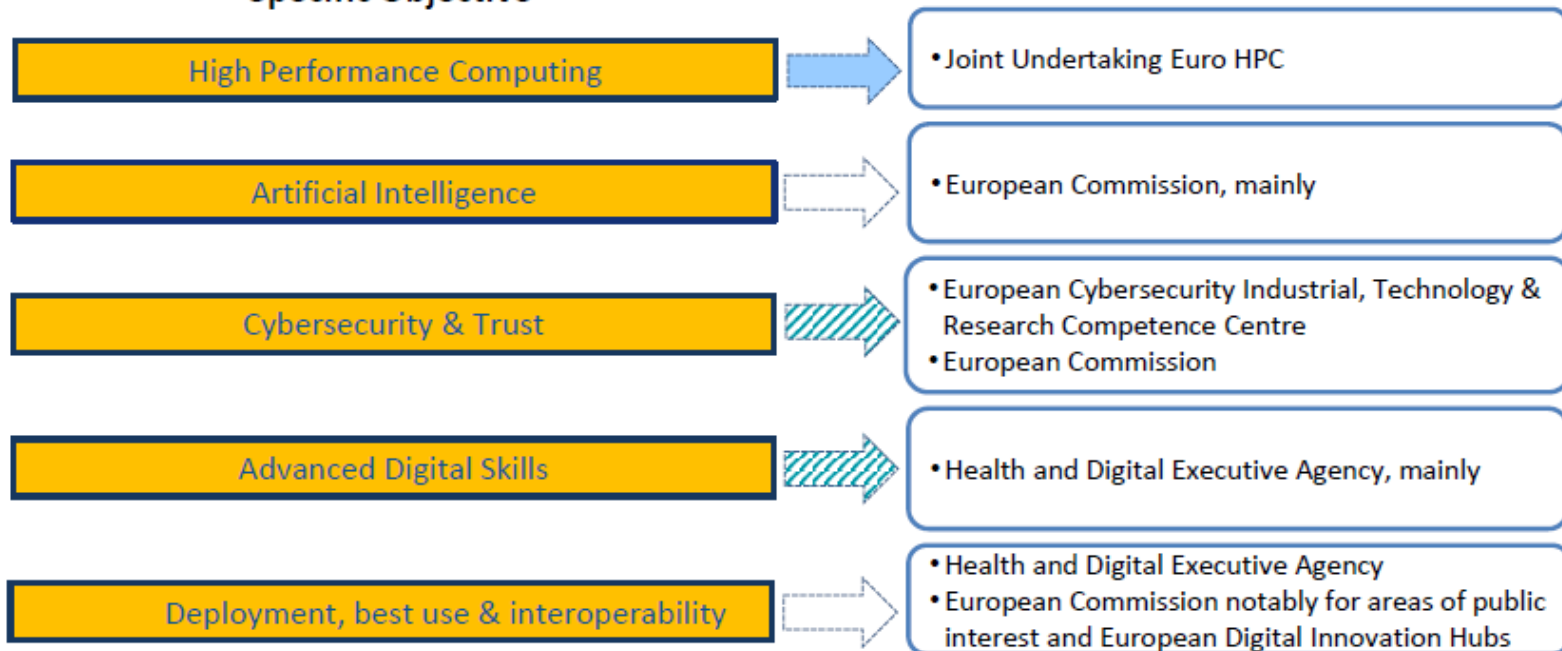 Specific Objective
High Performance Computing
• Joint Undertaking Euro HPC
Artificial Intelligence
• European Commission, mainly
Cybersecurity & Trust
• European Cybersecurity Industrial, Technology &
Research Competence Centre
• European Commission
Advanced Digital Skills
• Health and Digital Executive Agency, mainly
Deployment, best use & interoperability
• Health and Digital Executive Agency
• European Commission notably for areas of public
interest and European Digital Innovation Hubs